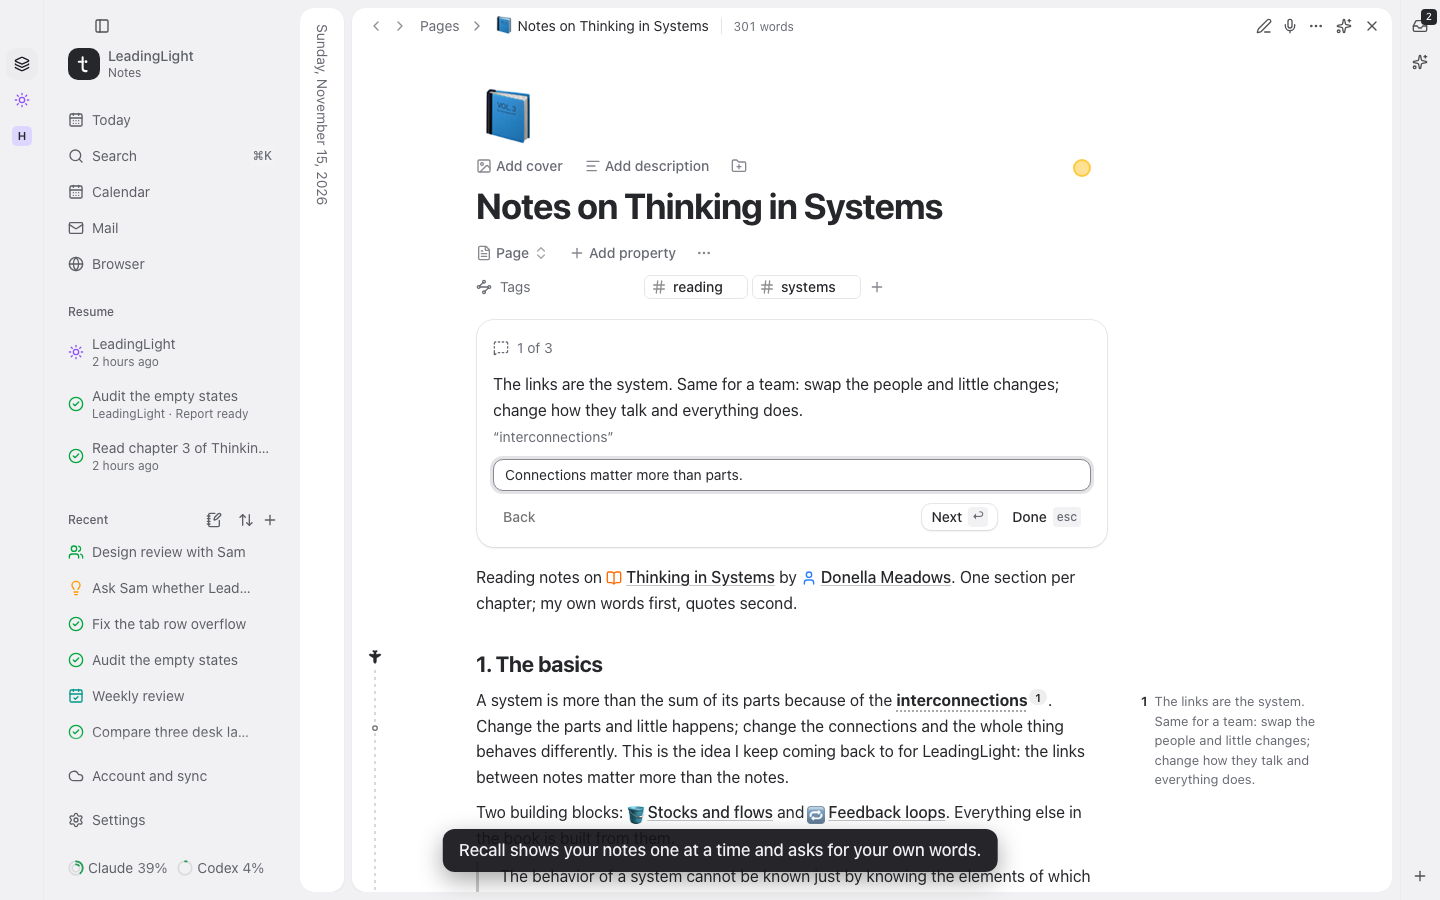 LeadingLight
Notes
Today
Search ⌘K
Calendar
Mail
Browser
Resume
LeadingLight
2 hours ago
Audit the empty states
LeadingLight · Report ready
Read chapter 3 of Thinkin...
2 hours ago
Recent
Design review with Sam
Ask Sam whether Lead...
Fix the tab row overflow
Audit the empty states
Weekly review
Compare three desk la...
Account and sync
Settings
Claude 39% Codex 4%
H
Sunday, November 15, 2026
Pages Notes on Thinking in Systems 301 words
VOL. 3
Add cover Add description
Notes on Thinking in Systems
Page Add property
Tags # reading # systems
1 of 3
The links are the system. Same for a team: swap the people and little changes;
change how they talk and everything does.
“interconnections”
Connections matter more than parts.
Back Next Done esc
Reading notes on Thinking in Systems by Donella Meadows. One section per
chapter; my own words first, quotes second.
1. The basics
A system is more than the sum of its parts because of the interconnections 1 .
Change the parts and little happens; change the connections and the whole thing
behaves differently. This is the idea I keep coming back to for LeadingLight: the links
between notes matter more than the notes.
Two building blocks: Stocks and flows and Feedback loops. Everything else in
the book is built from them.
The behavior of a system cannot be known just by knowing the elements of which
Recall shows your notes one at a time and asks for your own words.
1 The links are the system.
Same for a team: swap the
people and little changes;
change how they talk and
everything does.
2